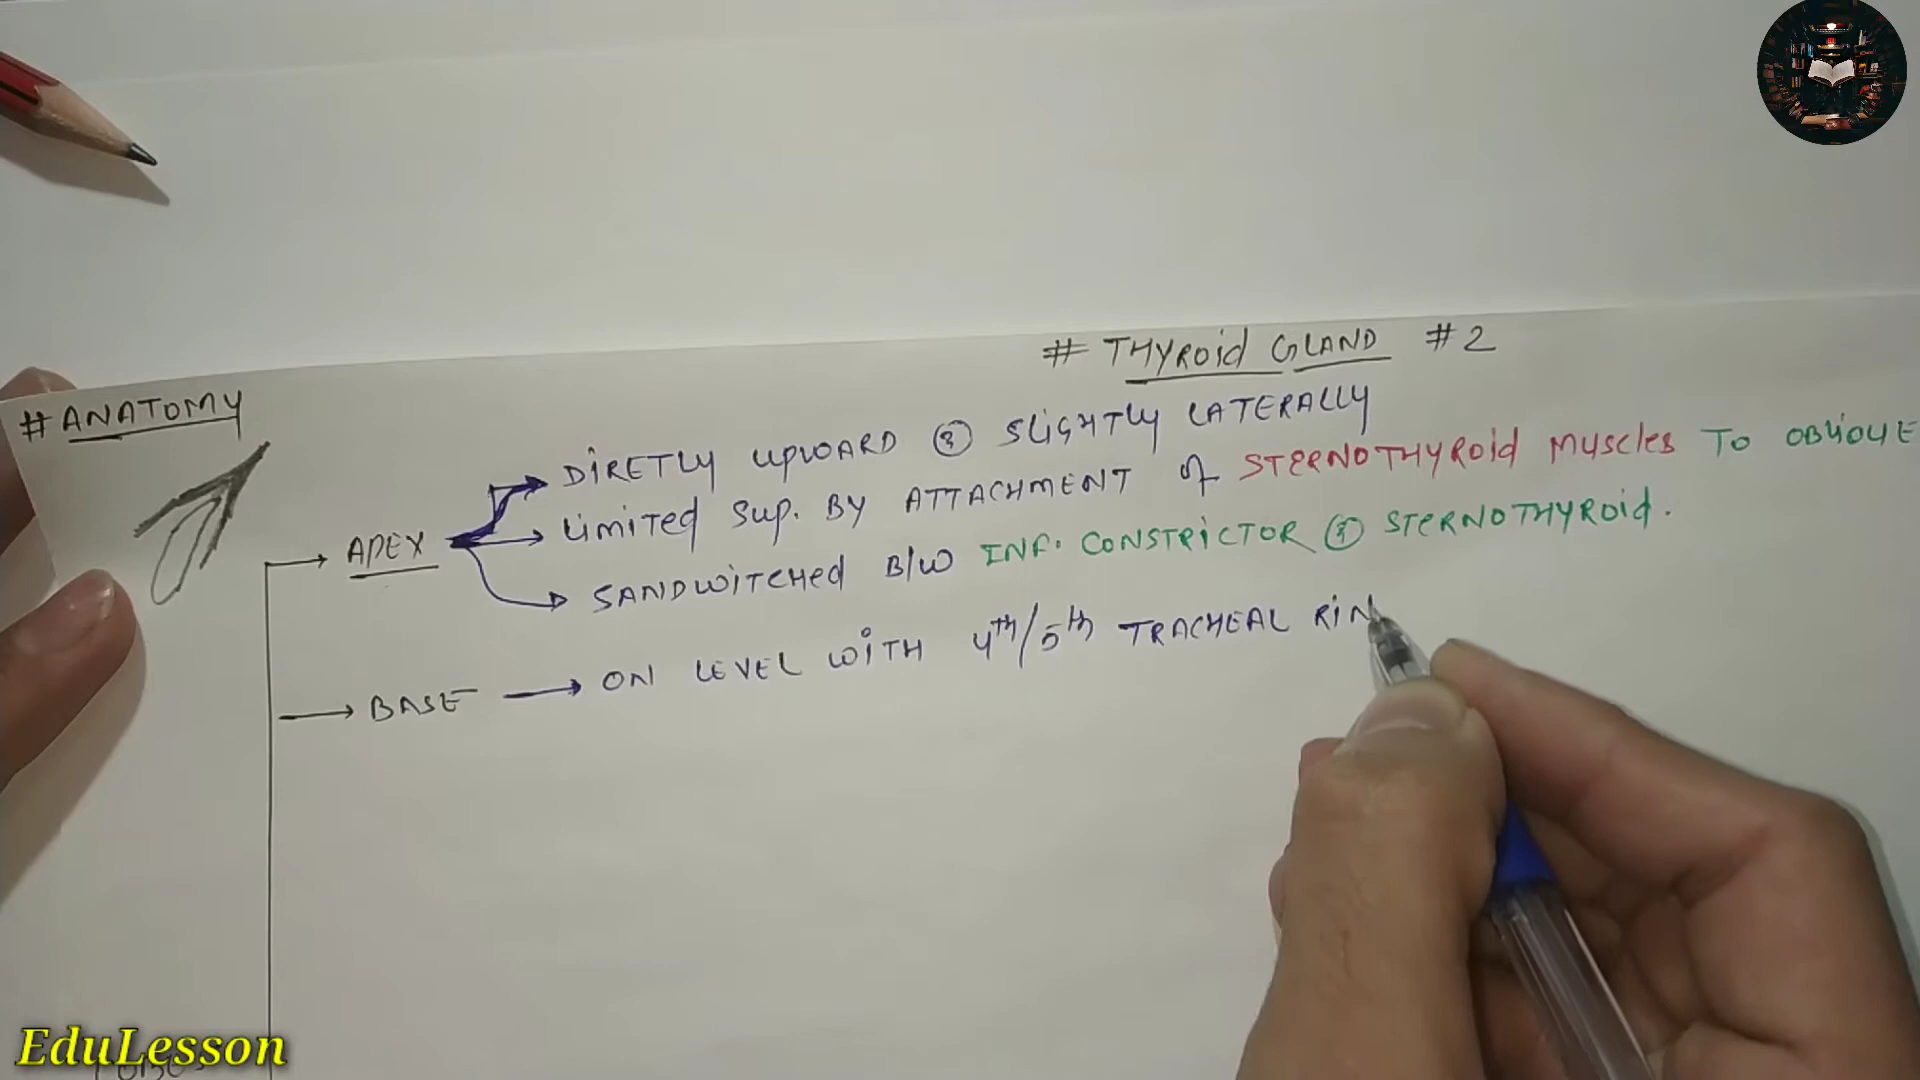 # THYROID GLAND #2
# ANATOMY
DIRETLY UPWARD & SLIGHTLY LATERALLY
LIMITED SUP. BY ATTACHMENT of STERNOTHYROID MUSCLES TO
APEX
SANDWITCHED B/W INF. CONSTRICTOR & STERNOTHYROID.
BASE → ON LEVEL WITH 4th/5th TRACHEAL RIN
EduLesson